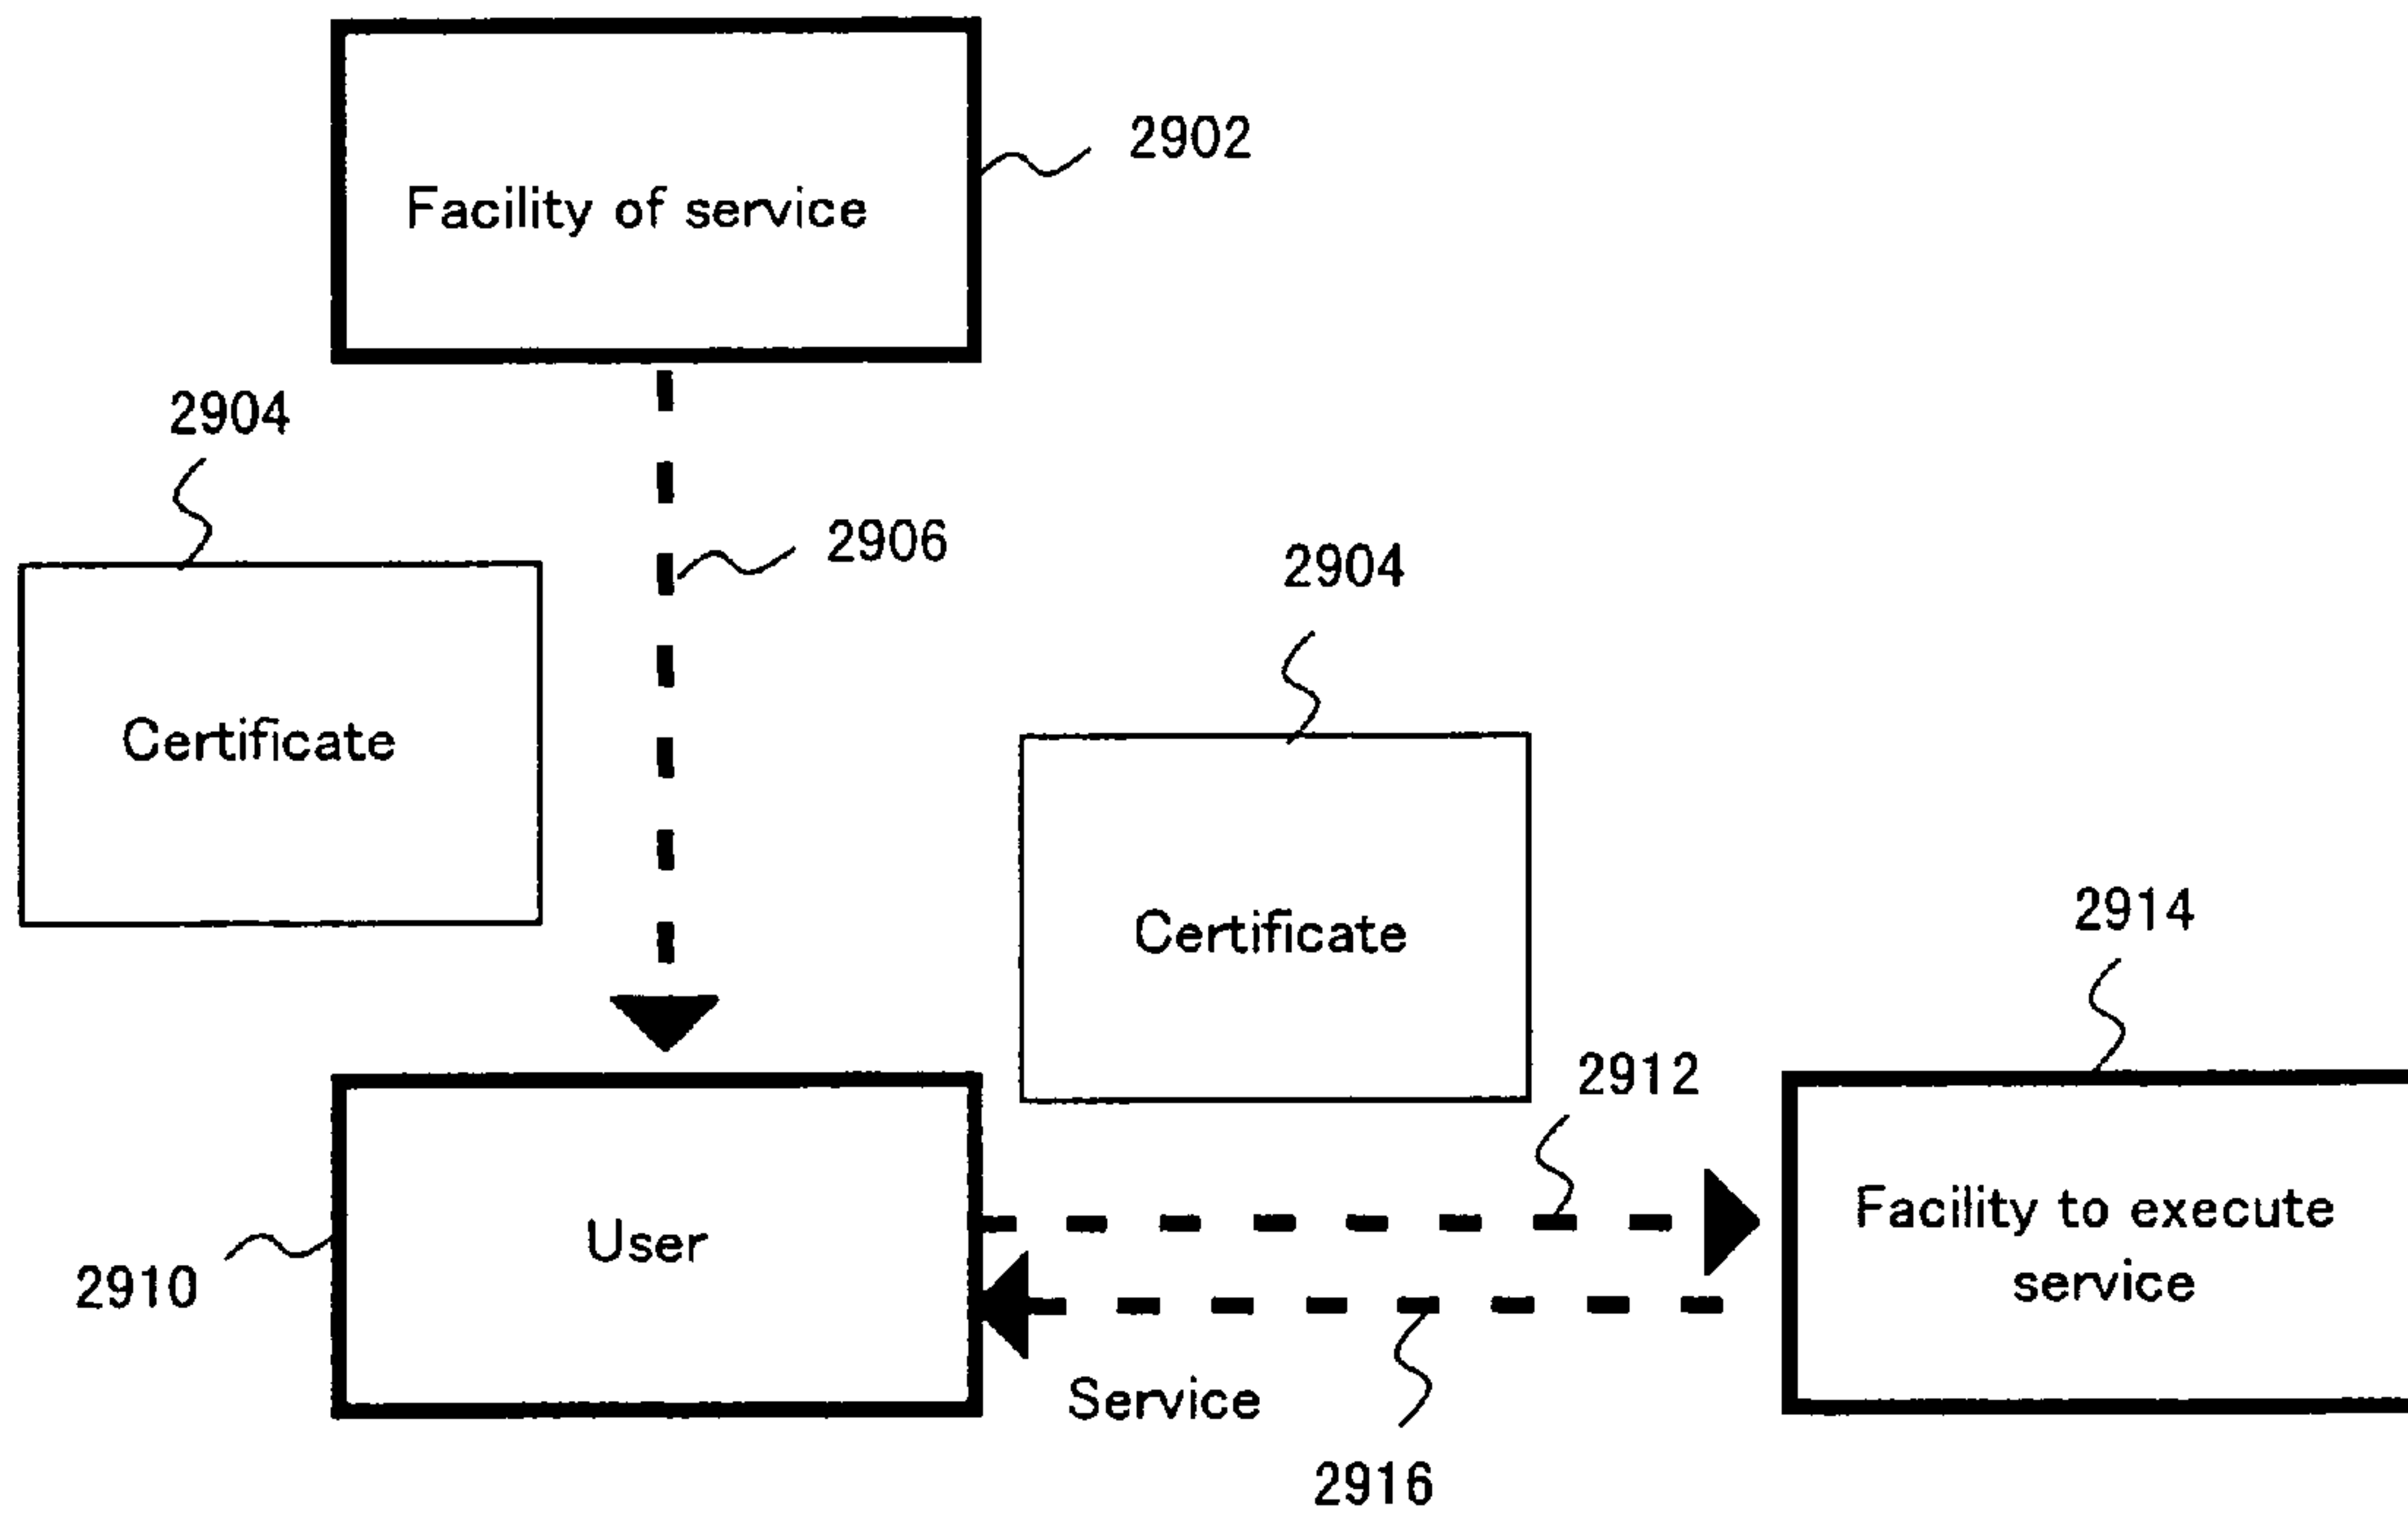 2902
Facility of service
2904
2906
2904
Certificate
Certificate
2914
2912
Facility to execute
service
User
2910
Service
2916